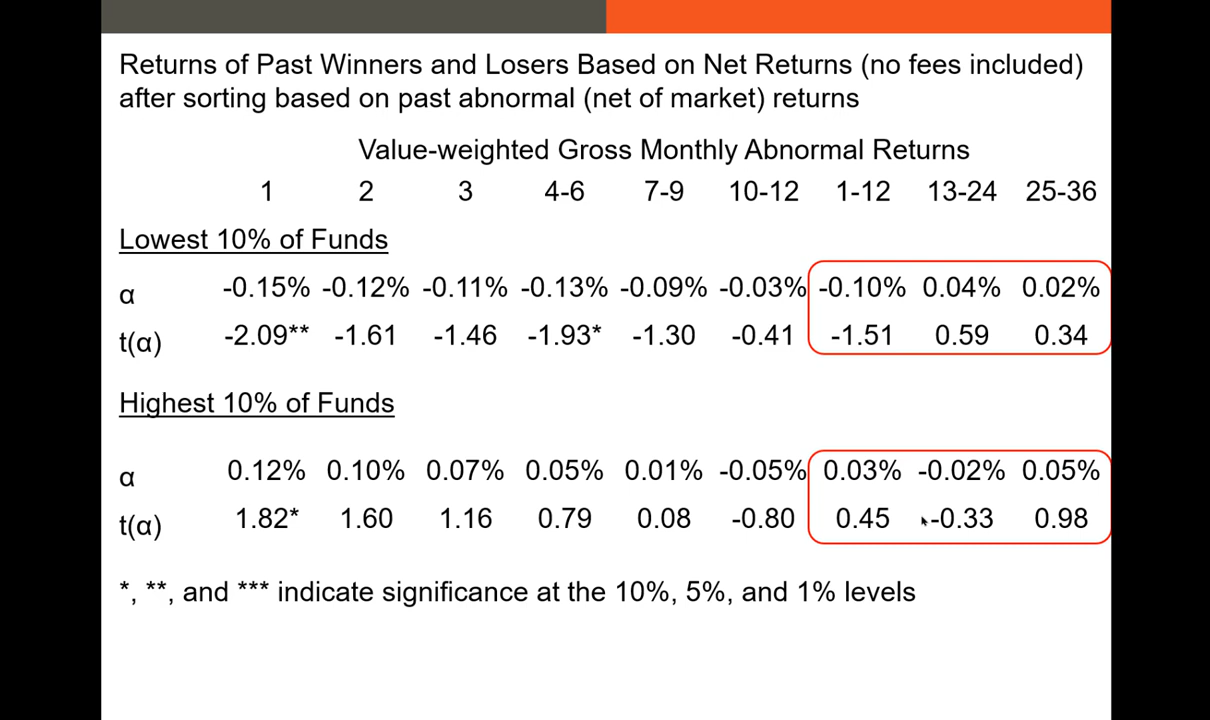 Returns of Past Winners and Losers Based on Net Returns (no fees included)
after sorting based on past abnormal (net of market) returns
Value-weighted Gross Monthly Abnormal Returns
1 2 3 4-6 7-9 10-12 1-12 13-24 25-36
Lowest 10% of Funds
α -0.15% -0.12% -0.11% -0.13% -0.09% -0.03% -0.10% 0.04% 0.02%
t(α) -2.09** -1.61 -1.46 -1.93* -1.30 -0.41 -1.51 0.59 0.34
Highest 10% of Funds
α 0.12% 0.10% 0.07% 0.05% 0.01% -0.05% 0.03% -0.02% 0.05%
t(α) 1.82* 1.60 1.16 0.79 0.08 -0.80 0.45 -0.33 0.98
*, **, and *** indicate significance at the 10%, 5%, and 1% levels